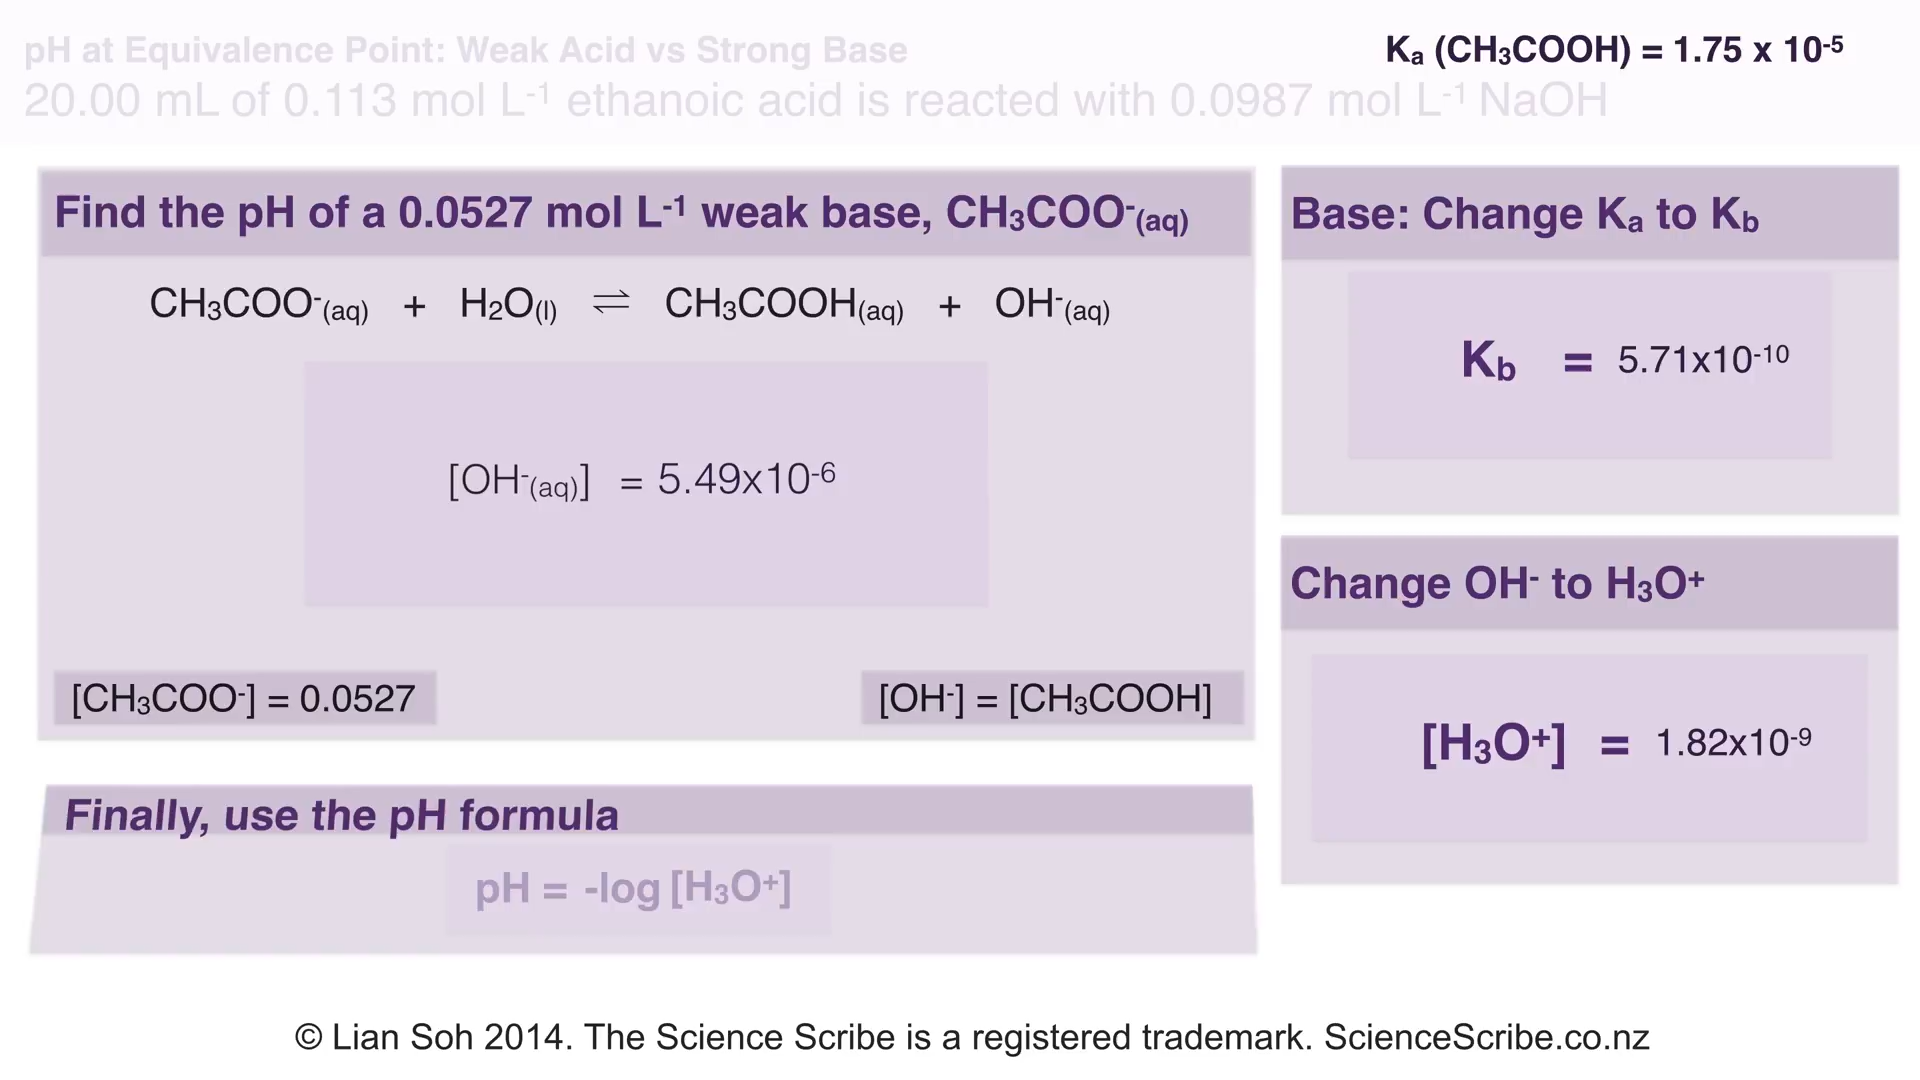 pH at Equivalence Point: Weak Acid vs Strong Base
Kₐ (CH₃COOH) = 1.75 x 10⁻⁵
20.00 mL of 0.113 mol L⁻¹ ethanoic acid is reacted with 0.0987 mol L⁻¹ NaOH
Find the pH of a 0.0527 mol L⁻¹ weak base, CH₃COO⁻(aq)
CH₃COO⁻(aq) + H₂O(l) ⇌ CH₃COOH(aq) + OH⁻(aq)
[OH⁻(aq)] = 5.49x10⁻⁶
[CH₃COO⁻] = 0.0527
[OH⁻] = [CH₃COOH]
Base: Change Kₐ to K_b
K_b = 5.71x10⁻¹⁰
Change OH⁻ to H₃O⁺
[H₃O⁺] = 1.82x10⁻⁹
Finally, use the pH formula
pH = -log [H₃O⁺]
© Lian Soh 2014. The Science Scribe is a registered trademark. ScienceScribe.co.nz